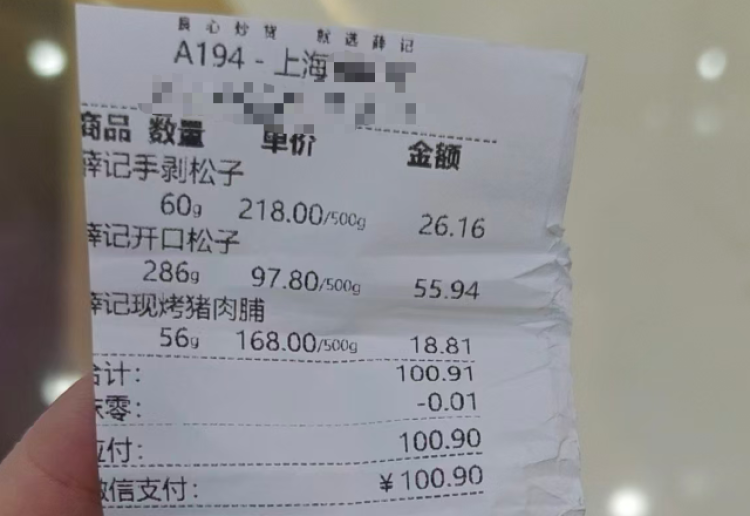 良心炒货 就选薛记
A194 - 上海
商品 数量 单价 金额
薛记手剥松子
60g 218.00/500g 26.16
薛记开口松子
286g 97.80/500g 55.94
薛记现烤猪肉脯
56g 168.00/500g 18.81
合计: 100.91
抹零: -0.01
应付: 100.90
微信支付: ¥100.90